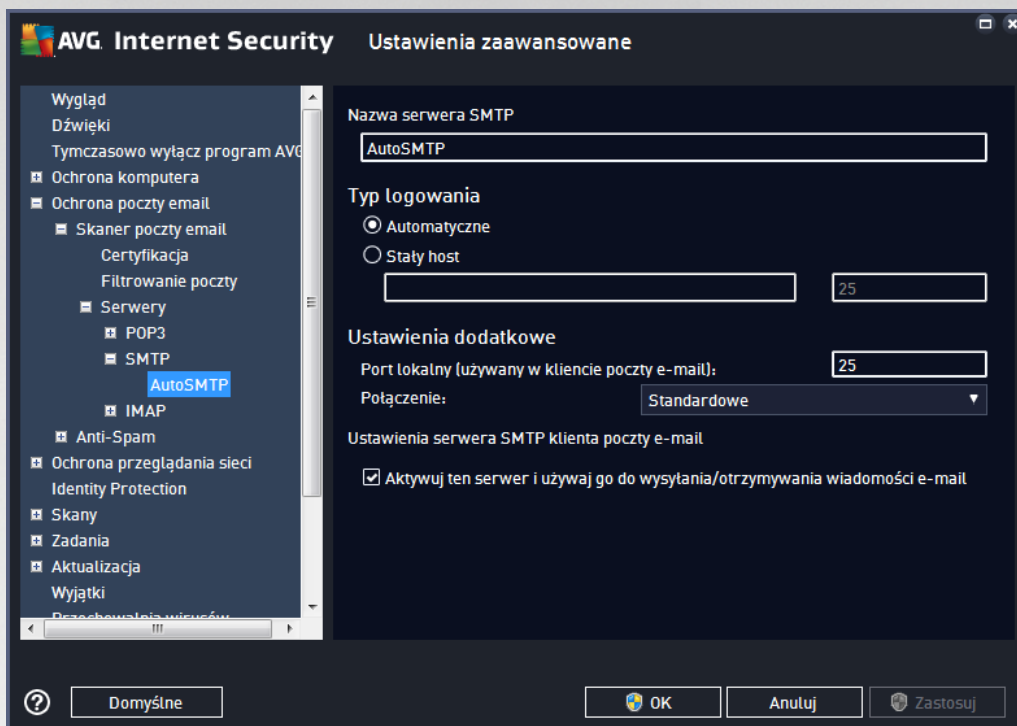 AVG. Internet Security
Ustawienia zaawansowane
Wygląd
Dźwięki
Tymczasowo wyłącz program AVG
Ochrona komputera
Ochrona poczty email
Skaner poczty email
Certyfikacja
Filtrowanie poczty
Serwery
POP3
SMTP
AutoSMTP
IMAP
Anti-Spam
Ochrona przeglądania sieci
Identity Protection
Skany
Zadania
Aktualizacja
Wyjątki
Przechowalnia wirusów
Nazwa serwera SMTP
AutoSMTP
Typ logowania
Automatyczne
Stały host
25
Ustawienia dodatkowe
Port lokalny (używany w kliencie poczty e-mail): 25
Połączenie: Standardowe
Ustawienia serwera SMTP klienta poczty e-mail
Aktywuj ten serwer i używaj go do wysyłania/otrzymywania wiadomości e-mail
? Domyślne OK Anuluj Zastosuj